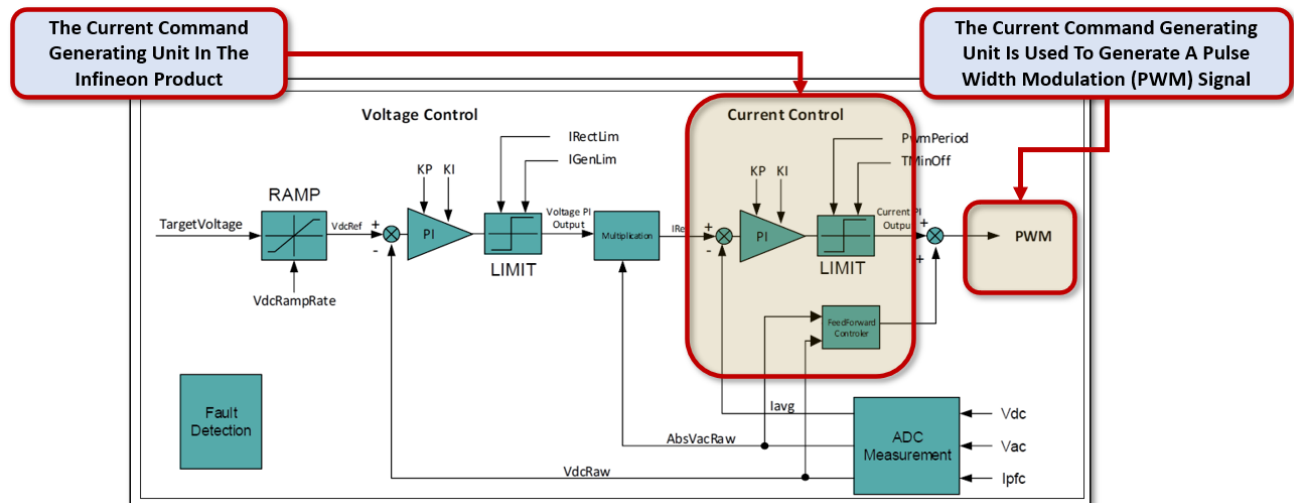 The Current Command
Generating Unit In The
Infineon Product
The Current Command Generating
Unit Is Used To Generate A Pulse
Width Modulation (PWM) Signal
Voltage Control
Current Control
IRectLim
IGenLim
PwmPeriod
TMinOff
KP
KI
KP
KI
RAMP
TargetVoltage
VdcRef
+
-
PI
LIMIT
Voltage PI
Output
Multiplication
IRe
+
-
PI
LIMIT
Current PI
Outpu
+
+
PWM
VdcRampRate
FeedForward
Controler
Fault
Detection
Iavg
AbsVacRaw
VdcRaw
ADC
Measurement
Vdc
Vac
Ipfc